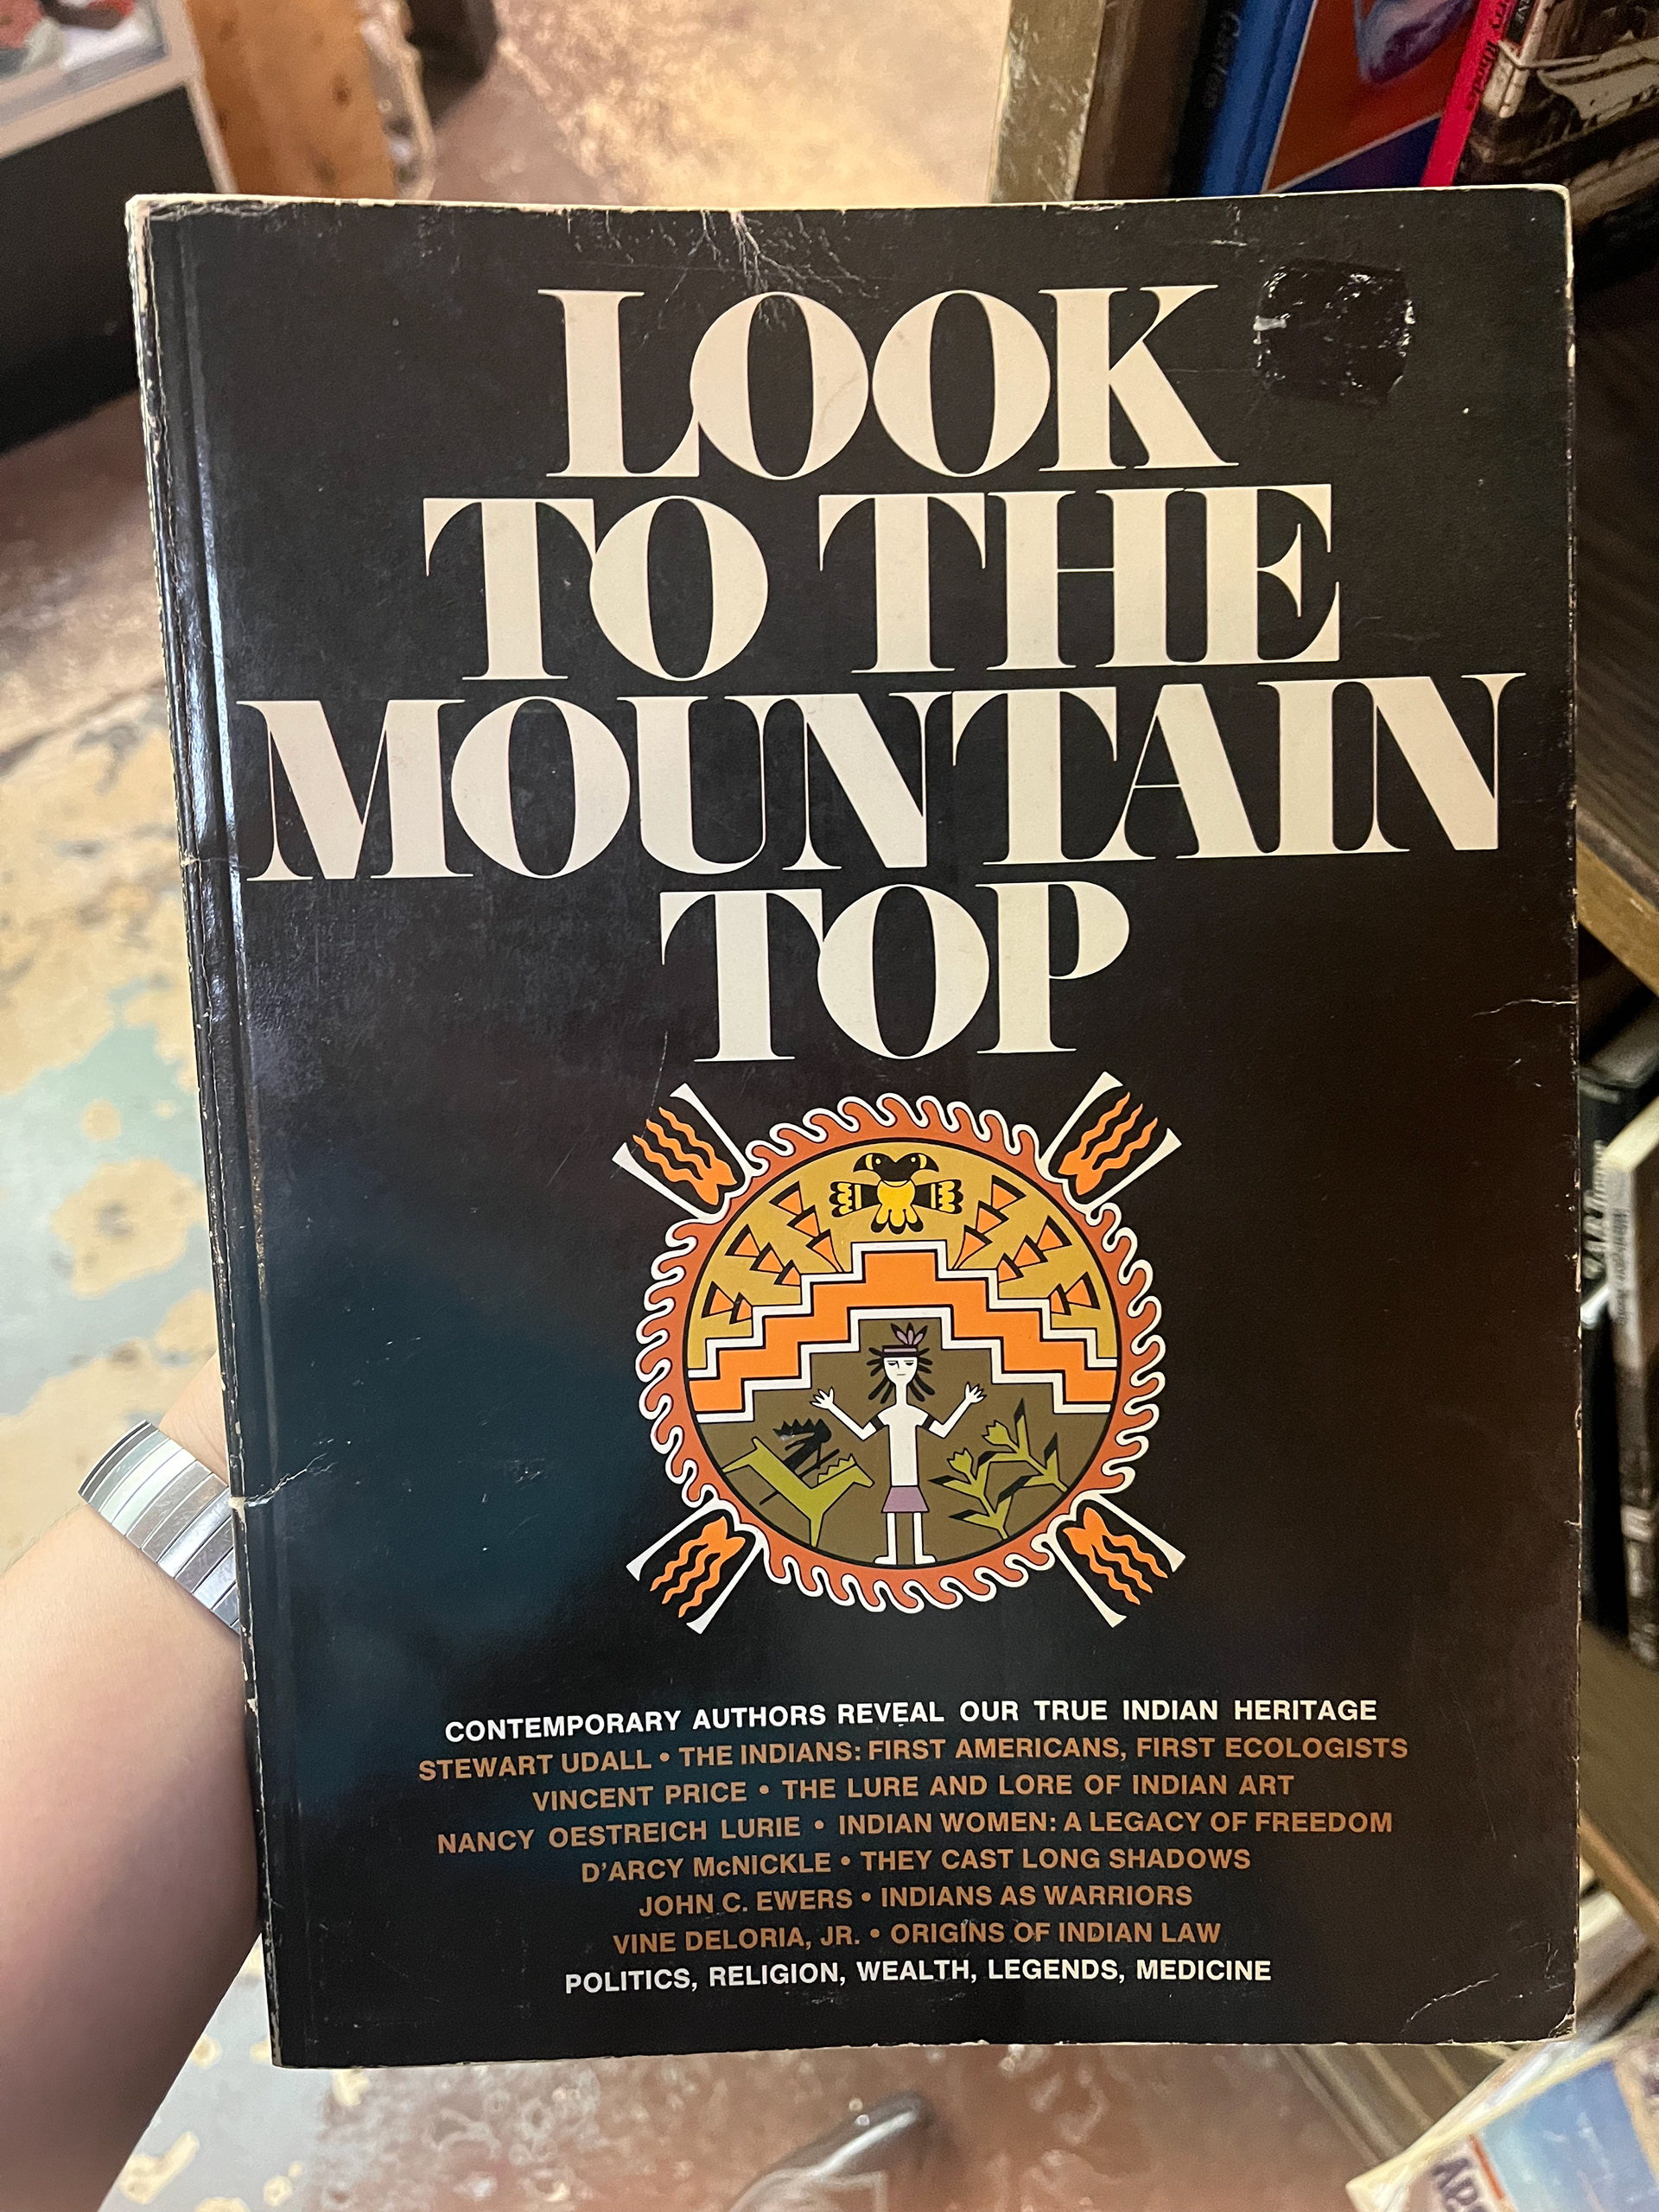 LOOK
TO THE
MOUNTAIN
TOP
CONTEMPORARY AUTHORS REVEAL OUR TRUE INDIAN HERITAGE
STEWART UDALL • THE INDIANS: FIRST AMERICANS, FIRST ECOLOGISTS
VINCENT PRICE • THE LURE AND LORE OF INDIAN ART
NANCY OESTREICH LURIE • INDIAN WOMEN: A LEGACY OF FREEDOM
D'ARCY McNICKLE • THEY CAST LONG SHADOWS
JOHN C. EWERS • INDIANS AS WARRIORS
VINE DELORIA, JR. • ORIGINS OF INDIAN LAW
POLITICS, RELIGION, WEALTH, LEGENDS, MEDICINE